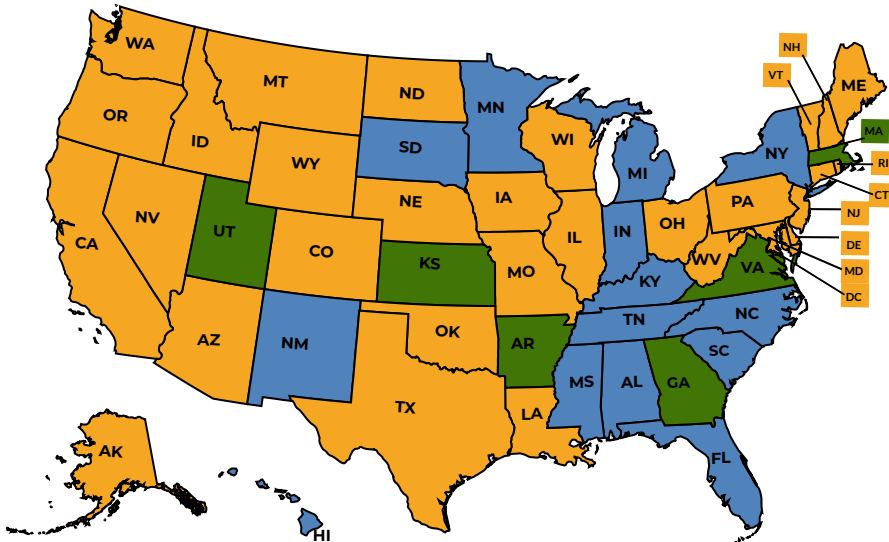 WA
MT
ND
MN
OR
ID
WY
SD
WI
MI
NY
NH
VT
ME
MA
RI
CT
NJ
DE
MD
DC
NV
CA
UT
CO
NE
IA
KS
MO
IL
IN
OH
PA
WV
VA
KY
NC
TN
SC
AZ
NM
OK
AR
TX
LA
MS
AL
GA
FL
AK
HI